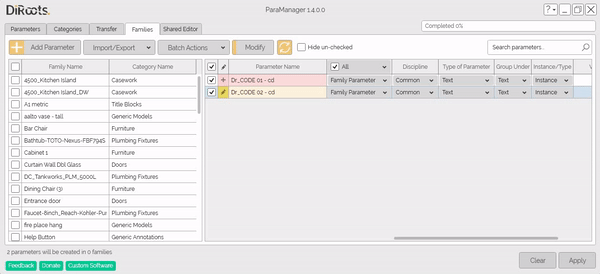 DiRoots.
ParaManager 1.4.0.0
Completed 0%
Parameters Categories Transfer Families Shared Editor
Add Parameter Import/Export Batch Actions Modify Hide un-checked Search parameters...
Family Name Category Name
4500_Kitchen Island Casework
4500_Kitchen Island_DW Casework
A1 metric Title Blocks
aalto vase - tall Generic Models
Bar Chair Furniture
Bathtub-TOTO-Nexus-FBF794S Plumbing Fixtures
Cabinet 1 Furniture
Curtain Wall Dbl Glass Doors
DC_Tankworks_PLM_5000L Plumbing Fixtures
Dining Chair (3) Furniture
Entrance door Doors
Faucet-8inch_Reach-Kohler-Pu Plumbing Fixtures
fire place hang Generic Models
Help Button Generic Annotations
Parameter Name All Discipline Type of Parameter Group Under Instance/Type V
Dr_CODE 01 - cd Family Parameter Common Text Text Instance
Dr_CODE 02 - cd Family Parameter Common Text Text Instance
2 parameters will be created in 0 families
Feedback Donate Custom Software
Clear Apply